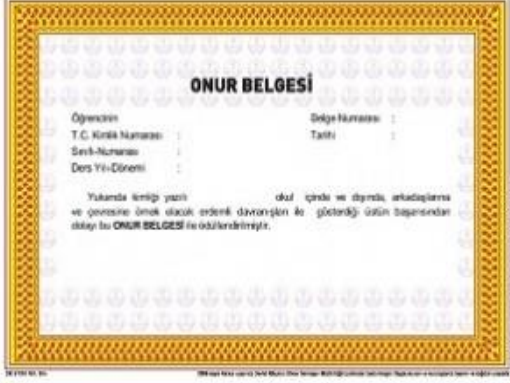 ONUR BELGESİ
Öğrencinin
Belge Numarası :
T.C. Kimlik Numarası :
Tarihi :
Sınıfı-Numarası :
Ders Yılı-Dönemi :
Yukarıda kimliği yazılı okul içinde ve dışında, arkadaşlarına
ve çevresine örnek olacak erdemli davranışları ile gösterdiği üstün başarısından
dolayı bu ONUR BELGESİ ile ödüllendirilmiştir.